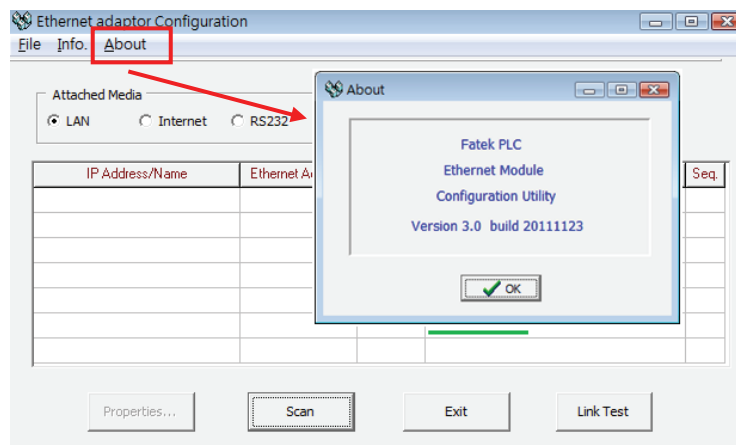 Ethernet adaptor Configuration
File Info. About
Attached Media
LAN Internet RS232
IP Address/Name Ethernet Seq.
About
Fatek PLC
Ethernet Module
Configuration Utility
Version 3.0 build 20111123
OK
Properties... Scan Exit Link Test